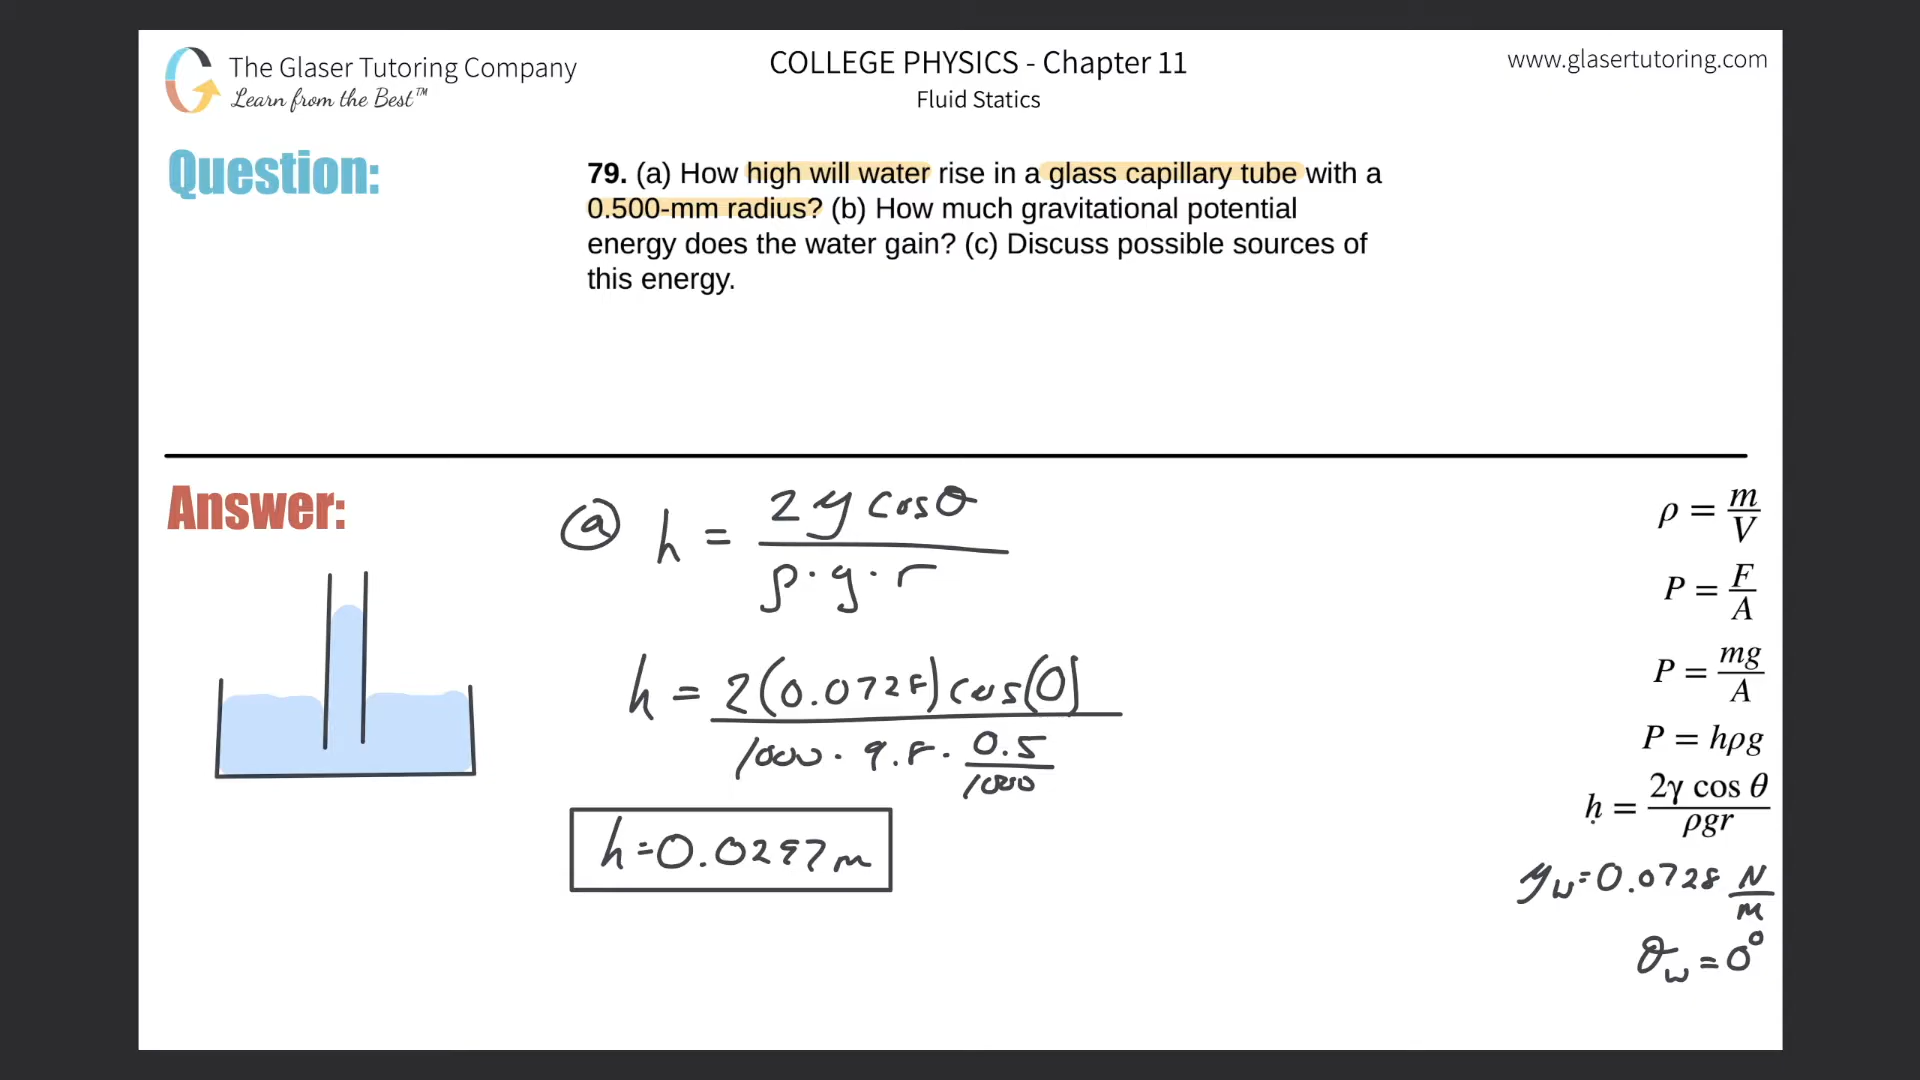 The Glaser Tutoring Company
Learn from the Best™
COLLEGE PHYSICS - Chapter 11
Fluid Statics
www.glasertutoring.com
Question:
79. (a) How high will water rise in a glass capillary tube with a
0.500-mm radius? (b) How much gravitational potential
energy does the water gain? (c) Discuss possible sources of
this energy.
Answer:
ⓐ h = 2γ cosθ / ρ·g·r
h = 2(0.0728) cos(0) / 1000 · 9.8 · 0.5/1000
h=0.0297m
ρ = m/V
P = F/A
P = mg/A
P = hρg
h = 2γ cos θ / ρgr
γw=0.0728 N/m
θw=0°